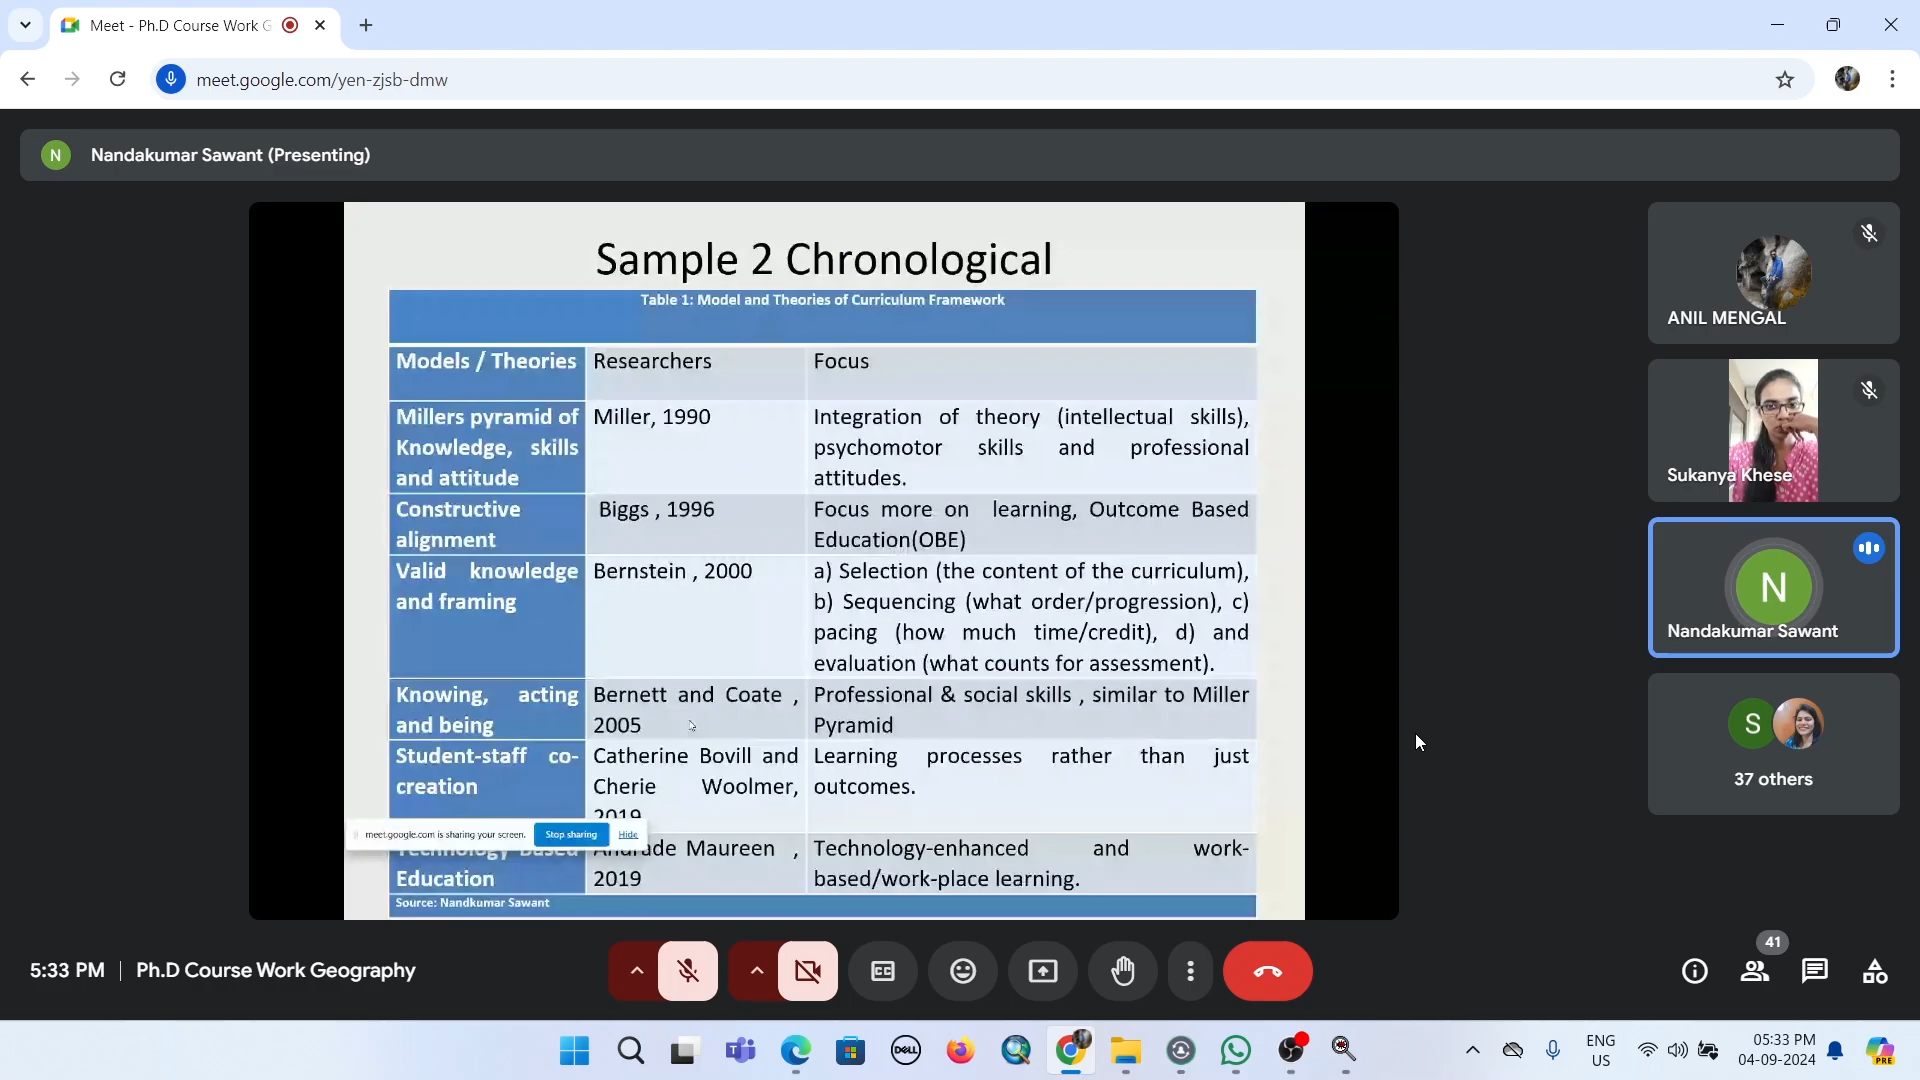 Meet - Ph.D Course Work G
meet.google.com/yen-zjsb-dmw
N
Nandakumar Sawant (Presenting)
Sample 2 Chronological
Table 1: Model and Theories of Curriculum Framework
Models / Theories Researchers Focus
Millers pyramid of Knowledge, skills and attitude
Miller, 1990
Integration of theory (intellectual skills),
psychomotor skills and professional
attitudes.
Constructive
alignment
Biggs , 1996
Focus more on learning, Outcome Based
Education(OBE)
Valid knowledge
and framing
Bernstein , 2000
a) Selection (the content of the curriculum),
b) Sequencing (what order/progression), c)
pacing (how much time/credit), d) and
evaluation (what counts for assessment).
Knowing, acting
and being
Bernett and Coate ,
2005
Professional & social skills , similar to Miller
Pyramid
Student-staff co-
creation
Catherine Bovill and
Cherie Woolmer,
2019
Learning processes rather than just
outcomes.
meet.google.com is sharing your screen. Stop sharing Hide
Technology Based
Education
Andrade Maureen ,
2019
Technology-enhanced and work-
based/work-place learning.
Source: Nandkumar Sawant
ANIL MENGAL
Sukanya Khese
N
Nandakumar Sawant
S
37 others
5:33 PM | Ph.D Course Work Geography
41
DELL
ENG
US
05:33 PM
04-09-2024
PRE